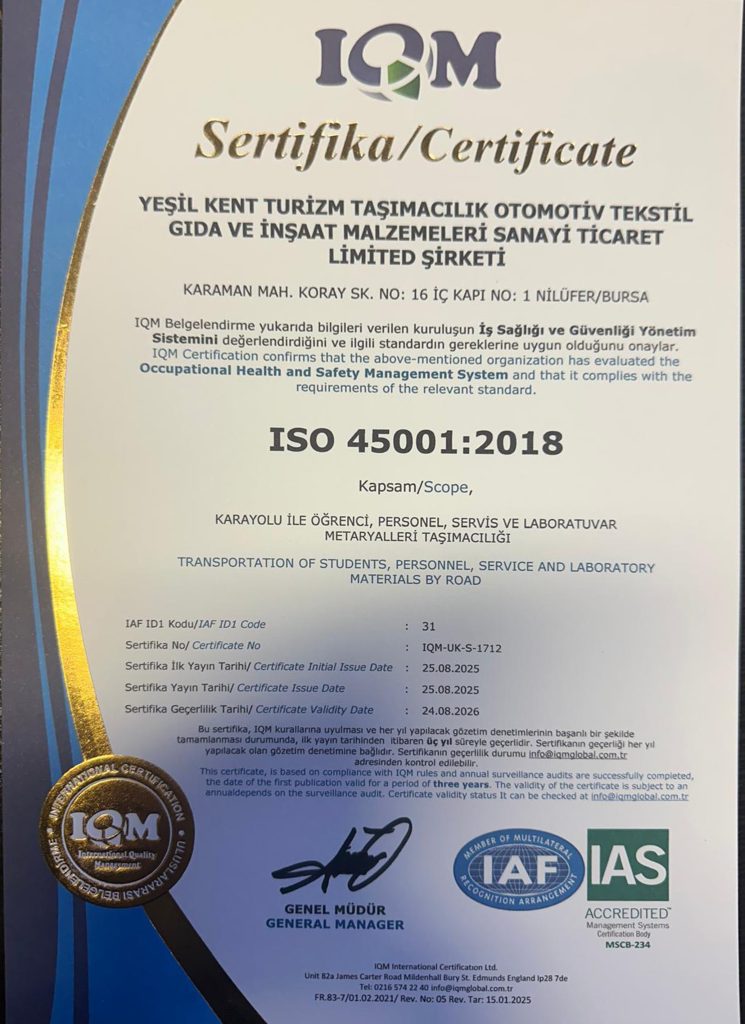 IQM
Sertifika/Certificate
YEŞİL KENT TURİZM TAŞIMACILIK OTOMOTİV TEKSTİL
GIDA VE İNŞAAT MALZEMELERİ SANAYİ TİCARET
LİMİTED ŞİRKETİ
KARAMAN MAH. KORAY SK. NO: 16 İÇ KAPI NO: 1 NİLÜFER/BURSA
IQM Belgelendirme yukarıda bilgileri verilen kuruluşun İş Sağlığı ve Güvenliği Yönetim
Sistemini değerlendirdiğini ve ilgili standardın gereklerine uygun olduğunu onaylar.
IQM Certification confirms that the above-mentioned organization has evaluated the
Occupational Health and Safety Management System and that it complies with the
requirements of the relevant standard.
ISO 45001:2018
Kapsam/Scope,
KARAYOLU İLE ÖĞRENCİ, PERSONEL, SERVİS VE LABORATUVAR
METARYALLERİ TAŞIMACILIĞI
TRANSPORTATION OF STUDENTS, PERSONNEL, SERVICE AND LABORATORY
MATERIALS BY ROAD
IAF ID1 Kodu/IAF ID1 Code : 31
Sertifika No/ Certificate No : IQM-UK-S-1712
Sertifika İlk Yayın Tarihi/ Certificate Initial Issue Date : 25.08.2025
Sertifika Yayın Tarihi/ Certificate Issue Date : 25.08.2025
Sertifika Geçerlilik Tarihi/ Certificate Validity Date : 24.08.2026
Bu sertifika, IQM kurallarına uyulması ve her yıl yapılacak gözetim denetimlerinin başarılı bir şekilde
tamamlanması durumunda, ilk yayın tarihinden itibaren üç yıl süreyle geçerlidir. Sertifikanın geçerliği her yıl
yapılacak olan gözetim denetimine bağlıdır. Sertifikanın geçerlilik durumu info@iqmglobal.com.tr
adresinden kontrol edilebilir.
This certificate, is based on compliance with IQM rules and annual surveillance audits are successfully completed,
the date of the first publication valid for a period of three years. The validity of the certificate is subject to an
annualdepends on the surveillance audit. Certificate validity status It can be checked at info@iqmglobal.com.tr
INTERNATIONAL CERTIFICATION
IQM
International Quality
Management
ULUSLARARASI BELGELENDİRME
GENEL MÜDÜR
GENERAL MANAGER
MEMBER OF MULTILATERAL
IAF
RECOGNITION ARRANGEMENT
IAS
ACCREDITED™
Management Systems
Certification Body
MSCB-234
IQM International Certification Ltd.
Unit 82a James Carter Road Mildenhall Bury St. Edmunds England Ip28 7de
Tel: 0216 574 22 40 info@iqmglobal.com.tr
FR.83-7/01.02.2021/ Rev. No: 05 Rev. Tar: 15.01.2025